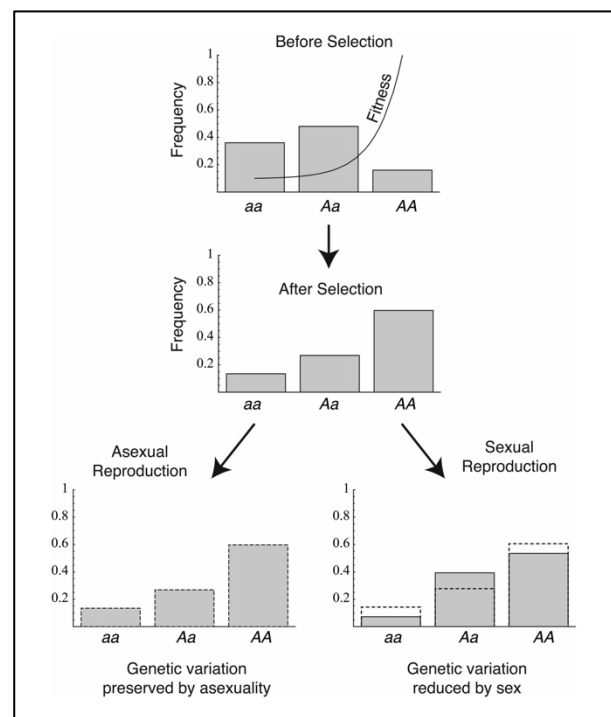 Before Selection
Frequency
1
0.8
0.6
0.4
0.2
Fitness
aa
Aa
AA
After Selection
Frequency
1
0.8
0.6
0.4
0.2
aa
Aa
AA
Asexual
Reproduction
1
0.8
0.6
0.4
0.2
aa
Aa
AA
Genetic variation
preserved by asexuality
Sexual
Reproduction
1
0.8
0.6
0.4
0.2
aa
Aa
AA
Genetic variation
reduced by sex